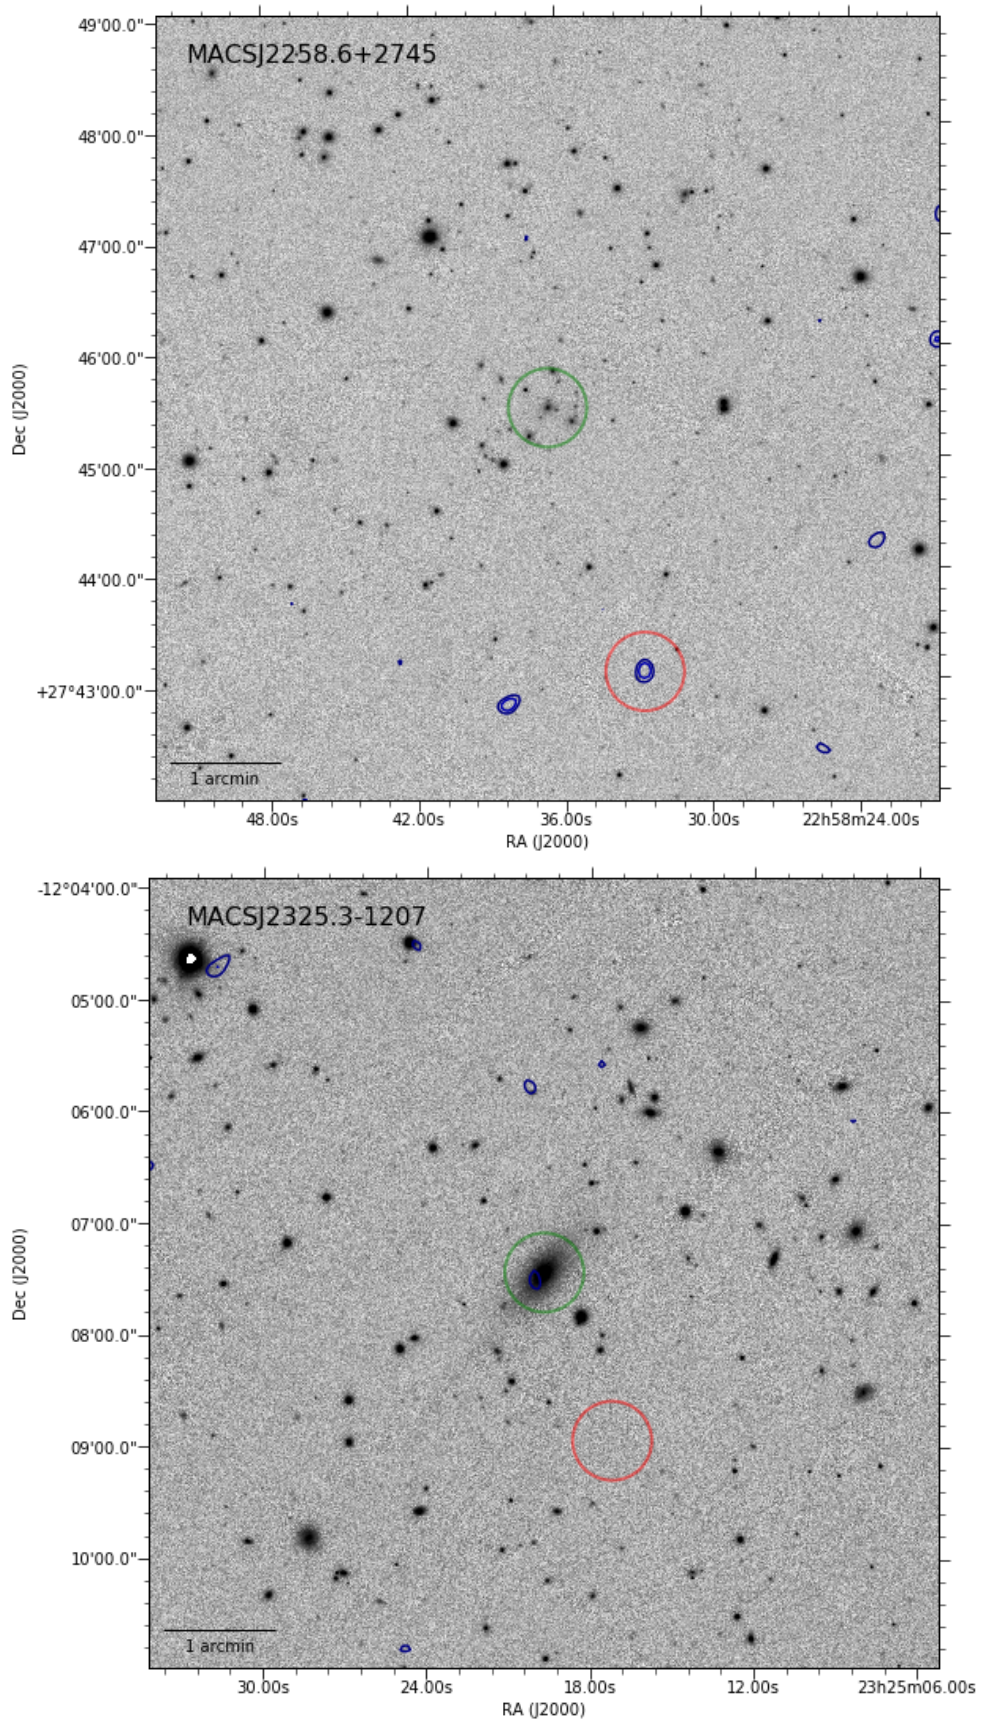 49'00.0"
MACSJ2258.6+2745
48'00.0"
47'00.0"
46'00.0"
Dec (J2000)
45'00.0"
44'00.0"
+27°43'00.0"
1 arcmin
48.00s 42.00s 36.00s 30.00s 22h58m24.00s
RA (J2000)
-12°04'00.0"
MACSJ2325.3-1207
05'00.0"
06'00.0"
07'00.0"
Dec (J2000)
08'00.0"
09'00.0"
10'00.0"
1 arcmin
30.00s 24.00s 18.00s 12.00s 23h25m06.00s
RA (J2000)